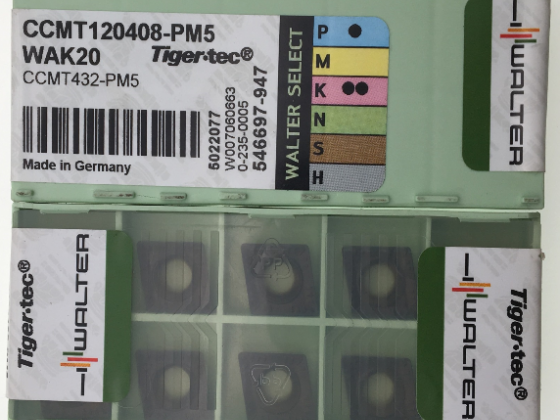 CCMT120408-PM5
WAK20 Tiger·tec®
CCMT432-PM5
Made in Germany
5022077
W007060663
0-235-0005
546697-947
WALTER SELECT
P
M
K
N
S
H
WALTER
Tiger·tec®
WALTER
WALTER
Tiger·tec®
PP